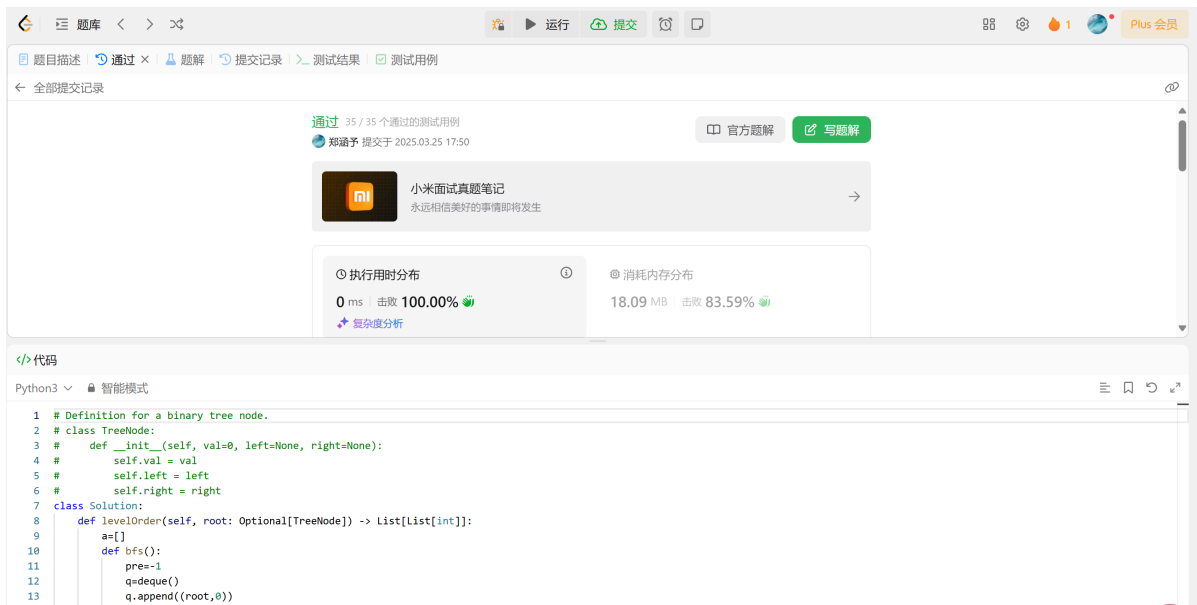 题库 运行 提交 1 Plus 会员
题目描述 通过 题解 提交记录 测试结果 测试用例
全部提交记录
通过 35 / 35 个通过的测试用例
官方题解 写题解
郑涵予 提交于 2025.03.25 17:50
小米面试真题笔记
永远相信美好的事情即将发生
执行用时分布 消耗内存分布
0 ms 击败 100.00% 18.09 MB 击败 83.59%
复杂度分析
</> 代码
Python3 智能模式
1 # Definition for a binary tree node.
2 # class TreeNode:
3 #     def __init__(self, val=0, left=None, right=None):
4 #         self.val = val
5 #         self.left = left
6 #         self.right = right
7 class Solution:
8     def levelOrder(self, root: Optional[TreeNode]) -> List[List[int]]:
9         a=[]
10         def bfs():
11             pre=-1
12             q=deque()
13             q.append((root,0))